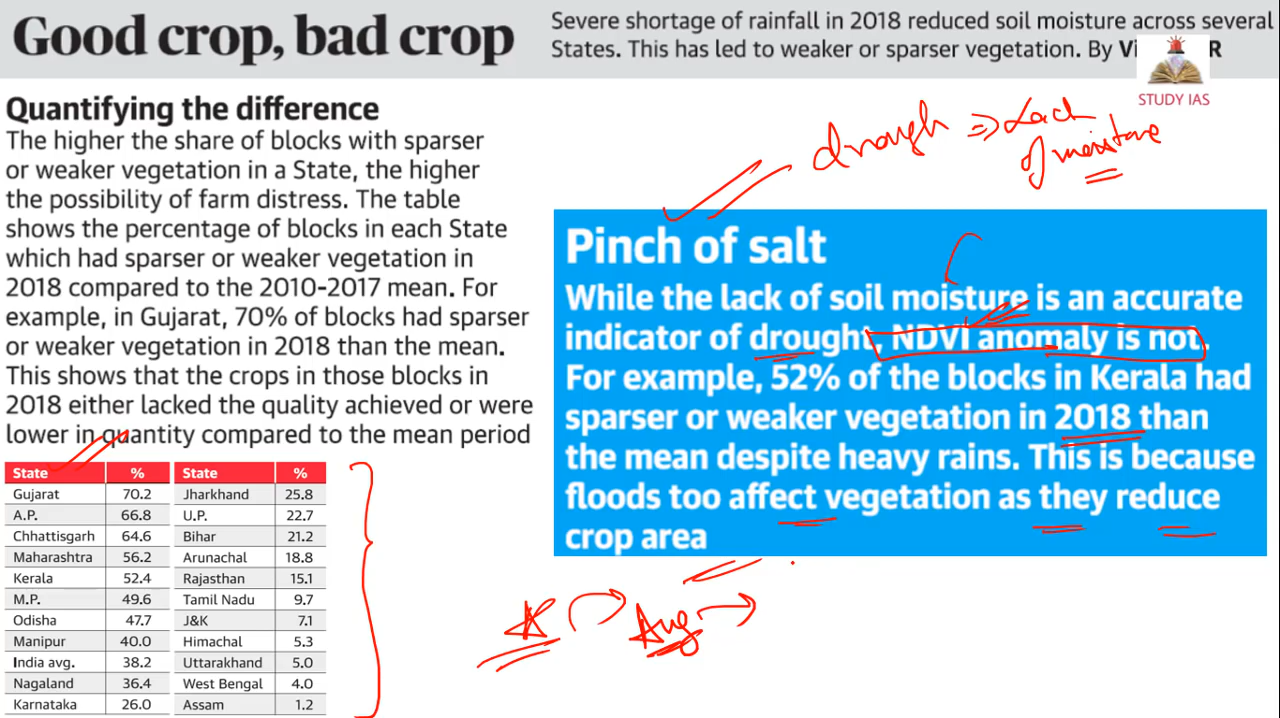 Good crop, bad crop
Severe shortage of rainfall in 2018 reduced soil moisture across several
States. This has led to weaker or sparser vegetation. By Vi R
STUDY IAS
Quantifying the difference
The higher the share of blocks with sparser
or weaker vegetation in a State, the higher
the possibility of farm distress. The table
shows the percentage of blocks in each State
which had sparser or weaker vegetation in
2018 compared to the 2010-2017 mean. For
example, in Gujarat, 70% of blocks had sparser
or weaker vegetation in 2018 than the mean.
This shows that the crops in those blocks in
2018 either lacked the quality achieved or were
lower in quantity compared to the mean period
State % State %
Gujarat 70.2 Jharkhand 25.8
A.P. 66.8 U.P. 22.7
Chhattisgarh 64.6 Bihar 21.2
Maharashtra 56.2 Arunachal 18.8
Kerala 52.4 Rajasthan 15.1
M.P. 49.6 Tamil Nadu 9.7
Odisha 47.7 J&K 7.1
Manipur 40.0 Himachal 5.3
India avg. 38.2 Uttarakhand 5.0
Nagaland 36.4 West Bengal 4.0
Karnataka 26.0 Assam 1.2
drough ⇒ Lack
of moisture
Pinch of salt
While the lack of soil moisture is an accurate
indicator of drought, NDVI anomaly is not.
For example, 52% of the blocks in Kerala had
sparser or weaker vegetation in 2018 than
the mean despite heavy rains. This is because
floods too affect vegetation as they reduce
crop area
Aug